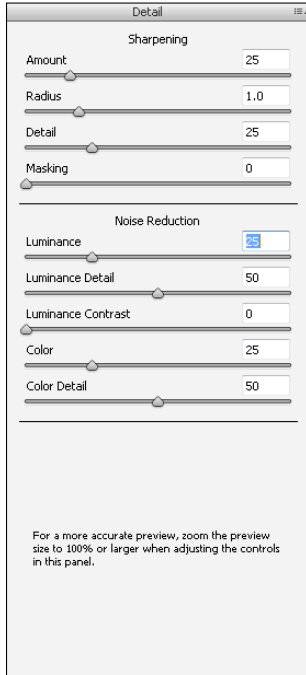 Detail
Sharpening
Amount 25
Radius 1.0
Detail 25
Masking 0
Noise Reduction
Luminance 25
Luminance Detail 50
Luminance Contrast 0
Color 25
Color Detail 50
For a more accurate preview, zoom the preview
size to 100% or larger when adjusting the controls
in this panel.